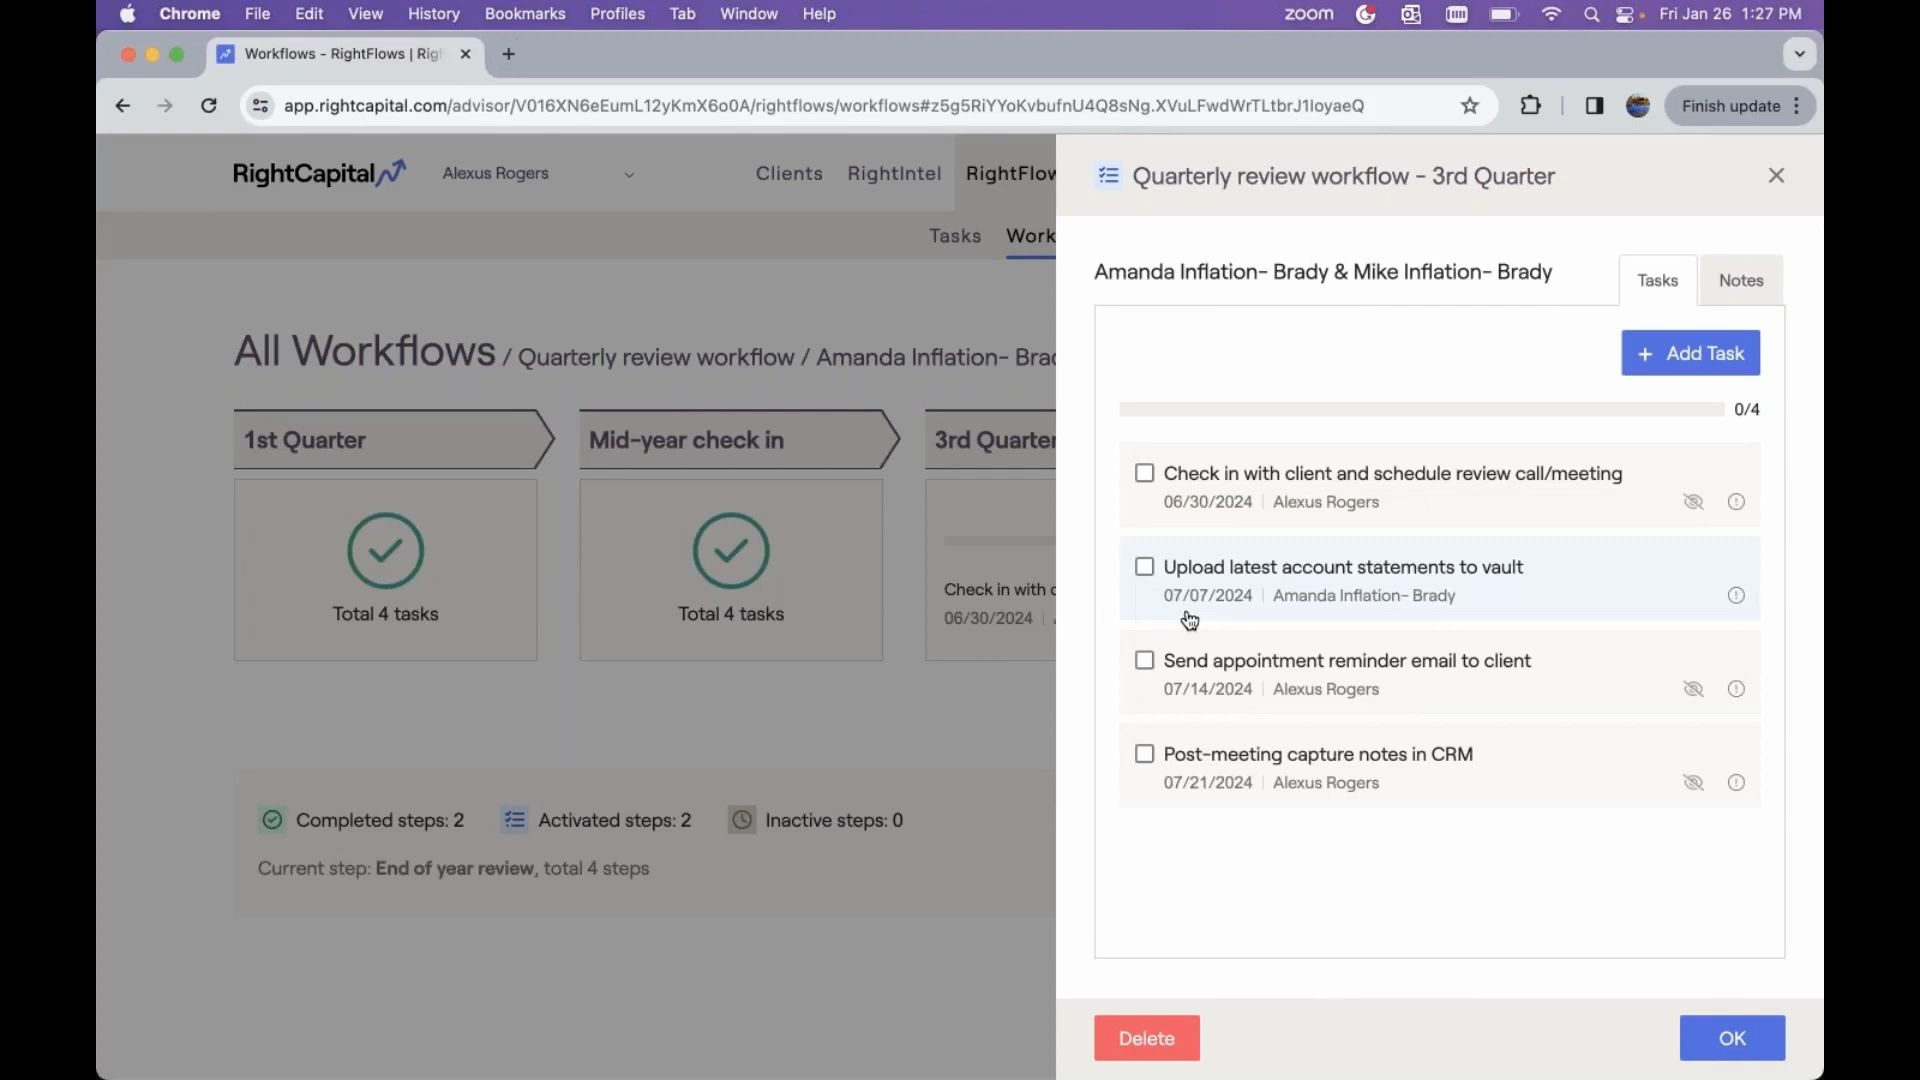 Chrome File Edit View History Bookmarks Profiles Tab Window Help zoom Fri Jan 26 1:27 PM
Workflows - RightFlows | Rig
app.rightcapital.com/advisor/V016XN6eEumL12yKmX6o0A/rightflows/workflows#z5g5RiYYoKvbufnU4Q8sNg.XVuLFwdWrTLtbrJ1IoyaeQ Finish update
RightCapital Alexus Rogers Clients RightIntel RightFlow
Tasks Work
All Workflows / Quarterly review workflow / Amanda Inflation- Brad
1st Quarter
Mid-year check in
3rd Quarter
Total 4 tasks
Total 4 tasks
Check in with c
06/30/2024
Completed steps: 2 Activated steps: 2 Inactive steps: 0
Current step: End of year review, total 4 steps
Quarterly review workflow - 3rd Quarter
Amanda Inflation- Brady & Mike Inflation- Brady
Tasks Notes
+ Add Task
0/4
Check in with client and schedule review call/meeting
06/30/2024 Alexus Rogers
Upload latest account statements to vault
07/07/2024 Amanda Inflation- Brady
Send appointment reminder email to client
07/14/2024 Alexus Rogers
Post-meeting capture notes in CRM
07/21/2024 Alexus Rogers
Delete OK